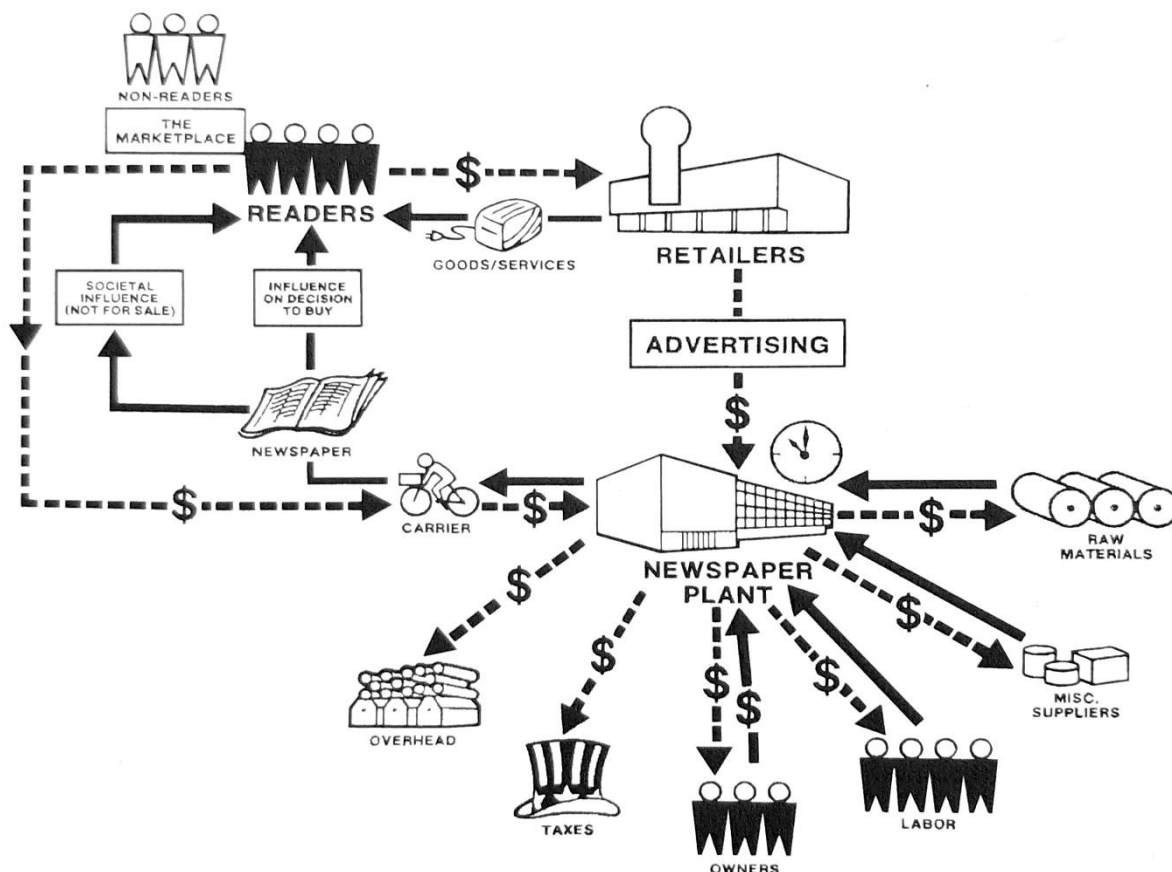 NON-READERS
THE
MARKETPLACE
$
READERS
GOODS/SERVICES
RETAILERS
SOCIETAL
INFLUENCE
(NOT FOR SALE)
INFLUENCE
ON DECISION
TO BUY
ADVERTISING
$
NEWSPAPER
$
CARRIER
$
$
RAW
MATERIALS
NEWSPAPER
PLANT
$
$
$
$
$
$
OVERHEAD
TAXES
OWNERS
LABOR
MISC.
SUPPLIERS